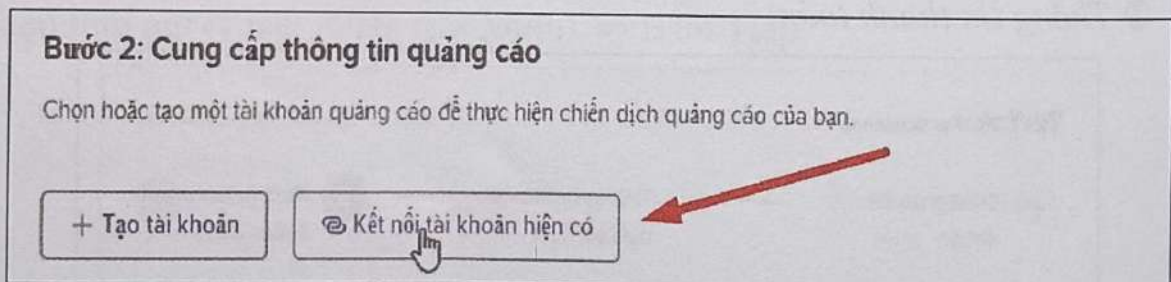 Bước 2: Cung cấp thông tin quảng cáo
Chọn hoặc tạo một tài khoản quảng cáo để thực hiện chiến dịch quảng cáo của bạn.
+ Tạo tài khoản
Kết nối tài khoản hiện có